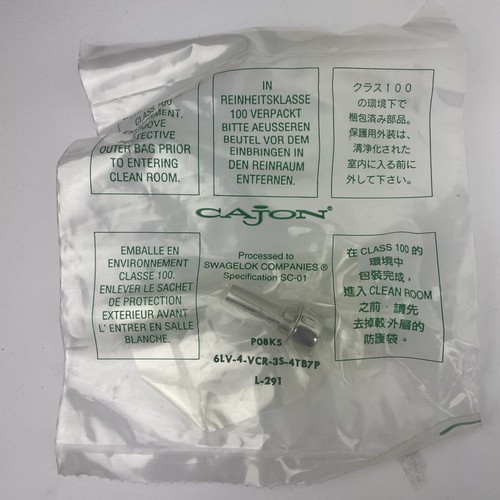 CLASS 100
ENVIRONMENT.
REMOVE
PROTECTIVE
OUTER BAG PRIOR
TO ENTERING
CLEAN ROOM.
IN
REINHEITSKLASSE
100 VERPACKT
BITTE AEUSSEREN
BEUTEL VOR DEM
EINBRINGEN IN
DEN REINRAUM
ENTFERNEN.
クラス100
の環境下で
梱包済み部品。
保護用外装は、
清浄化された
室内に入る前に
外して下さい。
CAJON®
EMBALLE EN
ENVIRONNEMENT
CLASSE 100.
ENLEVER LE SACHET
DE PROTECTION
EXTERIEUR AVANT
L' ENTRER EN SALLE
BLANCHE.
Processed to
SWAGELOK COMPANIES®
Specification SC-01
在 CLASS 100 的
環境中
包裝完成,
進入 CLEAN ROOM
之前 請先
去掉較外層的
防護袋。
P08K5
6LV-4-VCR-3S-4TB7P
L-291